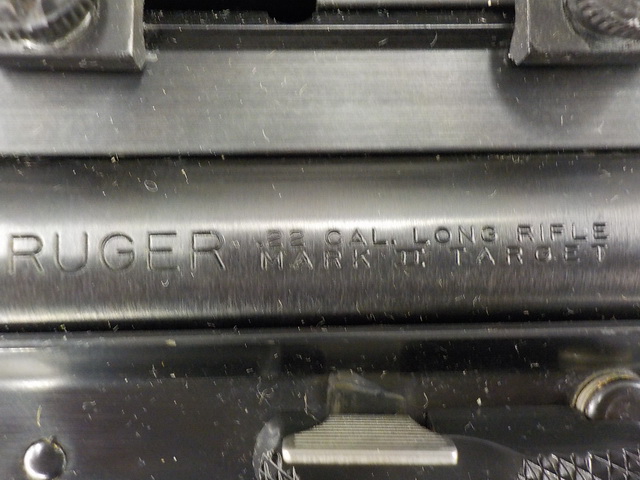 RUGER
.22 CAL. LONG RIFLE
MARK II TARGET